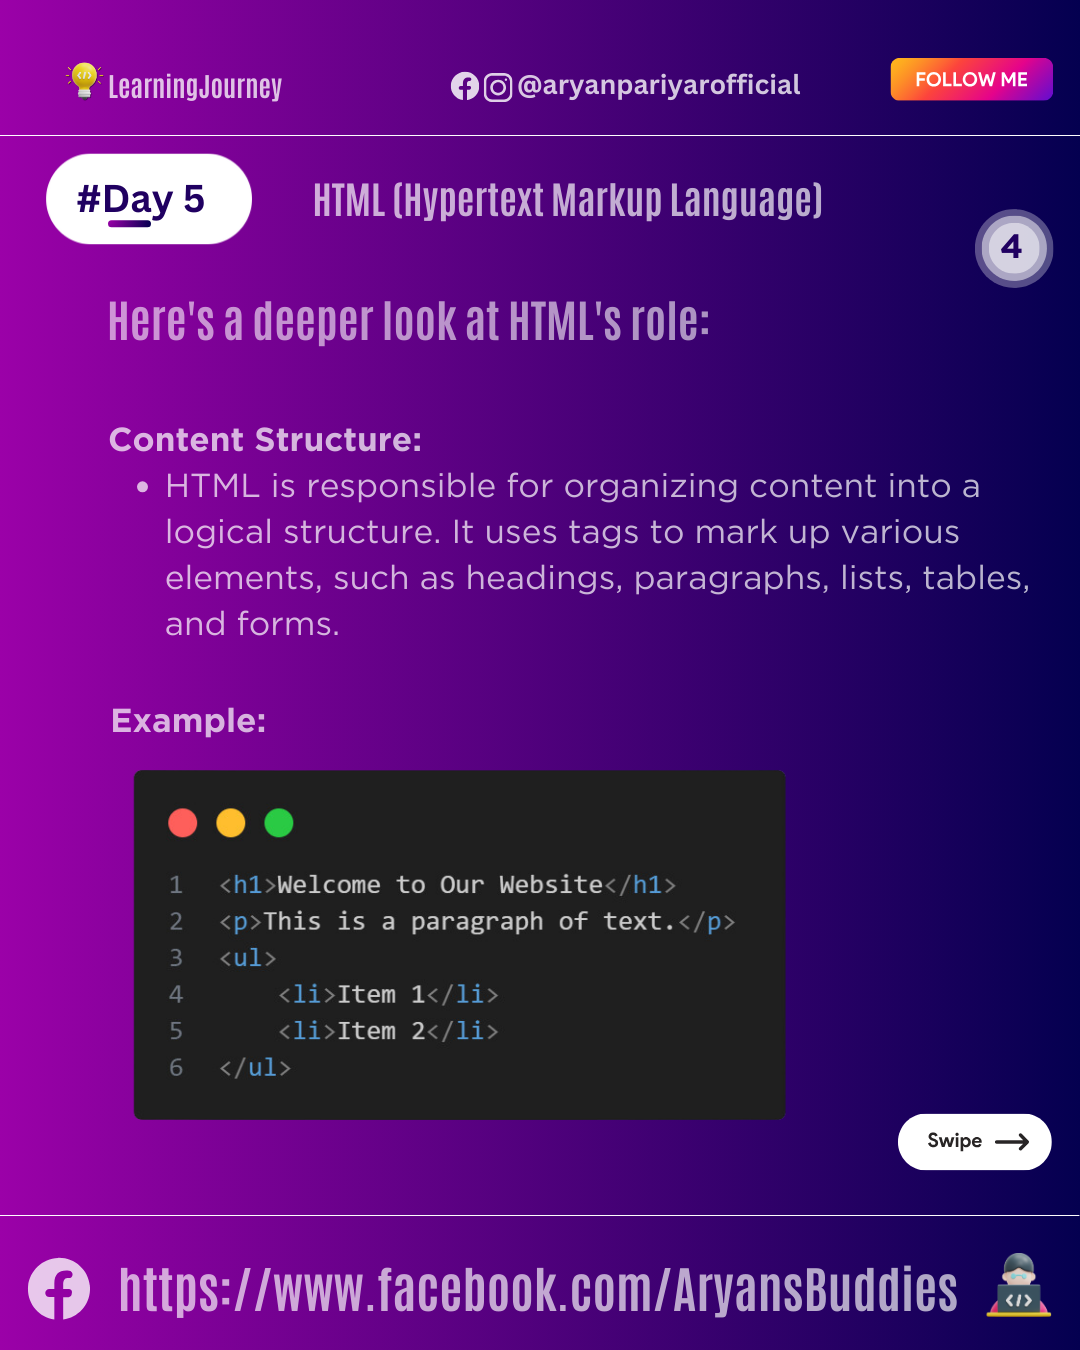 LearningJourney
@aryanpariyarofficial
FOLLOW ME
#Day 5
HTML (Hypertext Markup Language)
4
Here's a deeper look at HTML's role:
Content Structure:
• HTML is responsible for organizing content into a
logical structure. It uses tags to mark up various
elements, such as headings, paragraphs, lists, tables,
and forms.
Example:
1 <h1>Welcome to Our Website</h1>
2 <p>This is a paragraph of text.</p>
3 <ul>
4     <li>Item 1</li>
5     <li>Item 2</li>
6 </ul>
Swipe
https://www.facebook.com/AryansBuddies